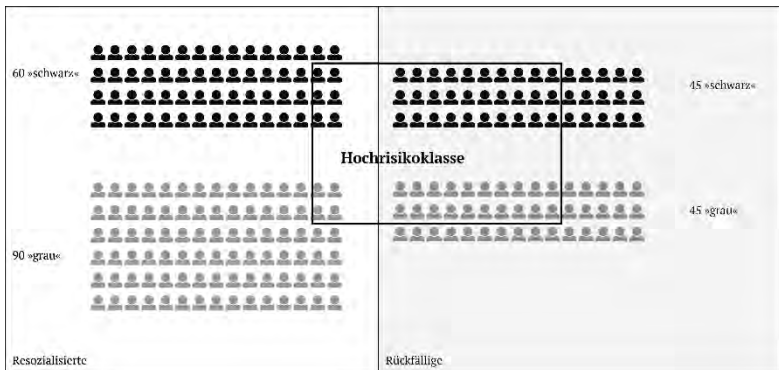 60 »schwarz«
45 »schwarz«
Hochrisikoklasse
45 »grau«
90 »grau«
Resozialisierte
Rückfällige